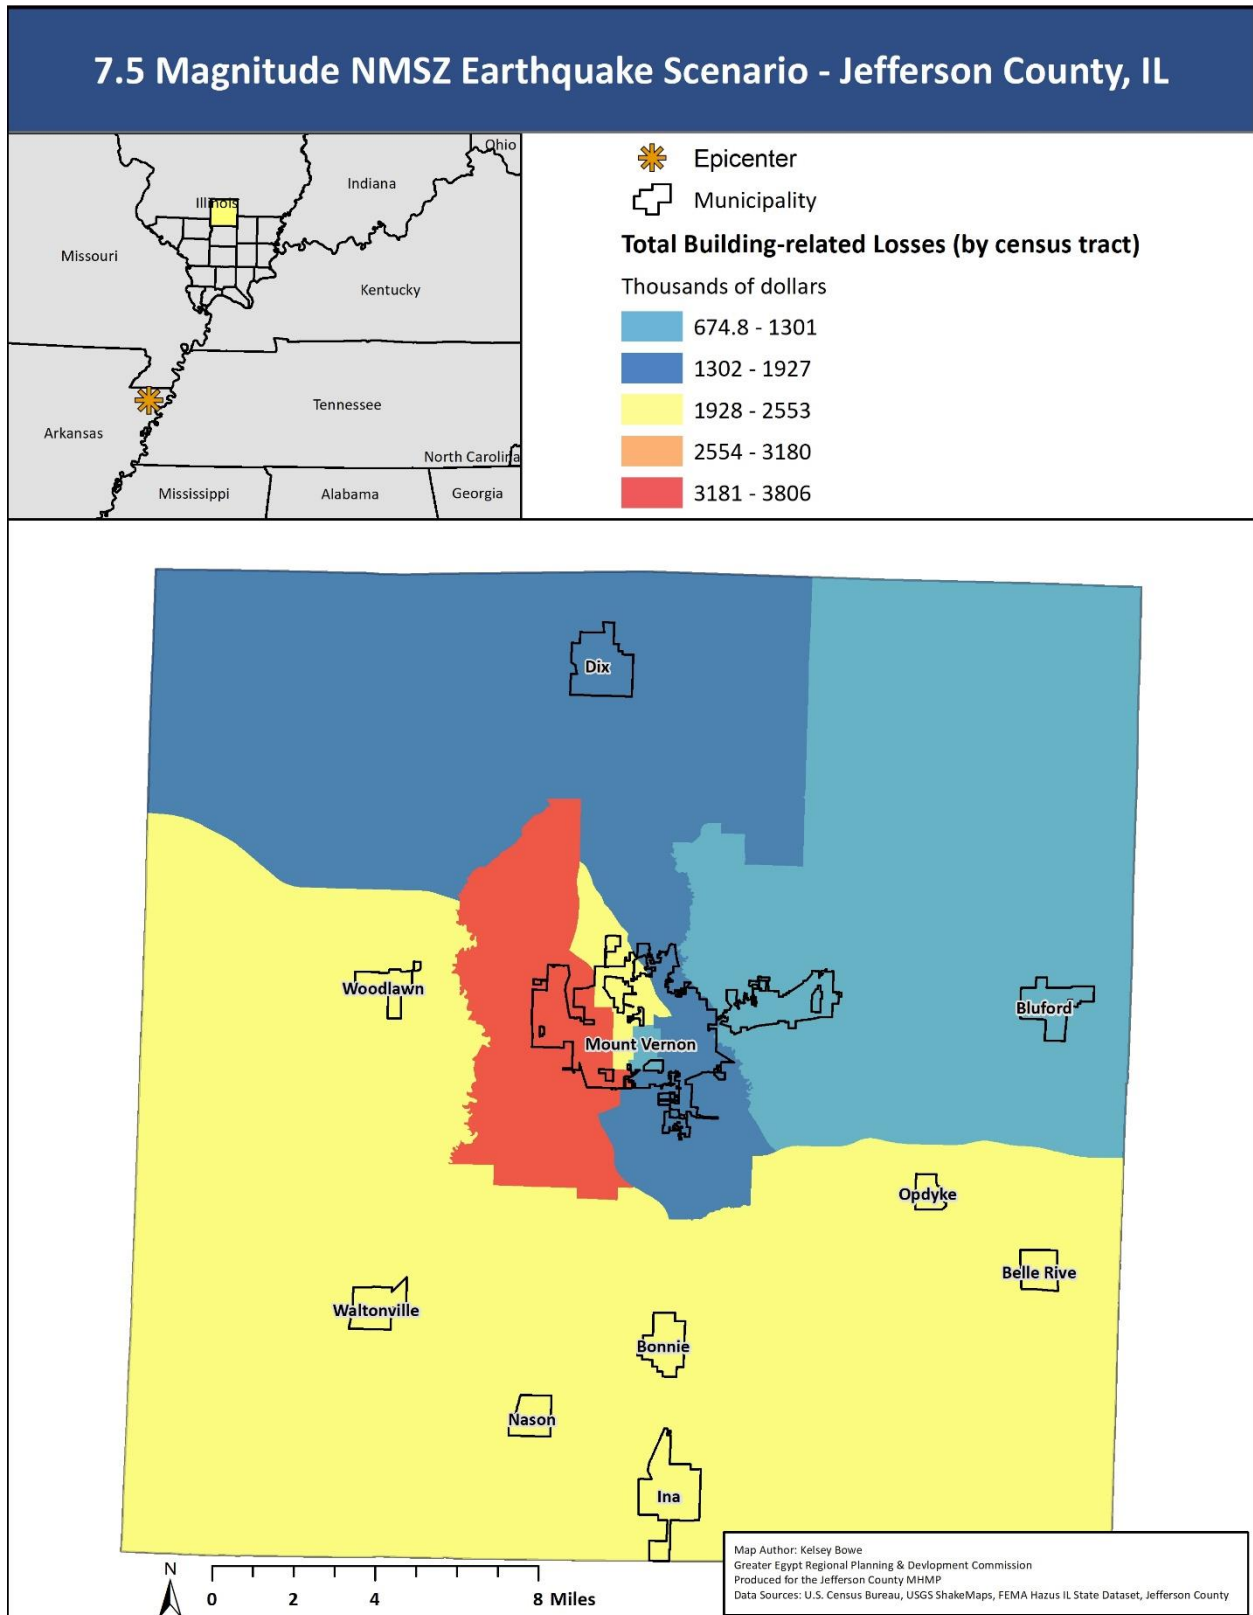 7.5 Magnitude NMSZ Earthquake Scenario - Jefferson County, IL
Ohio
Indiana
Illinois
Missouri
Kentucky
Tennessee
Arkansas
North Carolina
Mississippi
Alabama
Georgia
Epicenter
Municipality
Total Building-related Losses (by census tract)
Thousands of dollars
674.8 - 1301
1302 - 1927
1928 - 2553
2554 - 3180
3181 - 3806
Dix
Woodlawn
Bluford
Mount Vernon
Opdyke
Belle Rive
Waltonville
Bonnie
Nason
Ina
N
0 2 4 8 Miles
Map Author: Kelsey Bowe
Greater Egypt Regional Planning & Devlopment Commission
Produced for the Jefferson County MHMP
Data Sources: U.S. Census Bureau, USGS ShakeMaps, FEMA Hazus IL State Dataset, Jefferson County